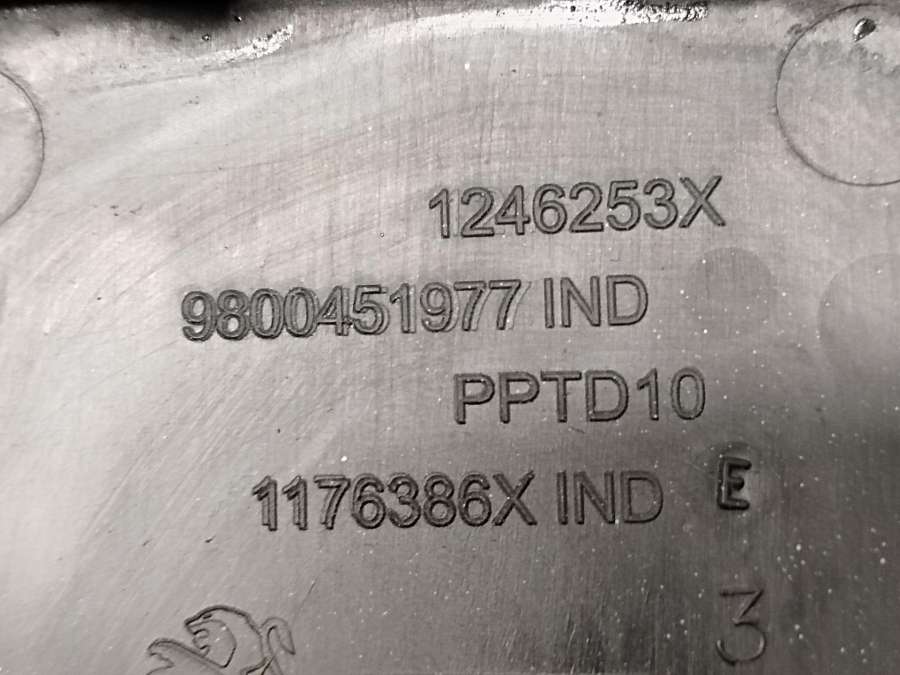 1246253X
9800451977 IND
PPTD10
1176386X IND E
3